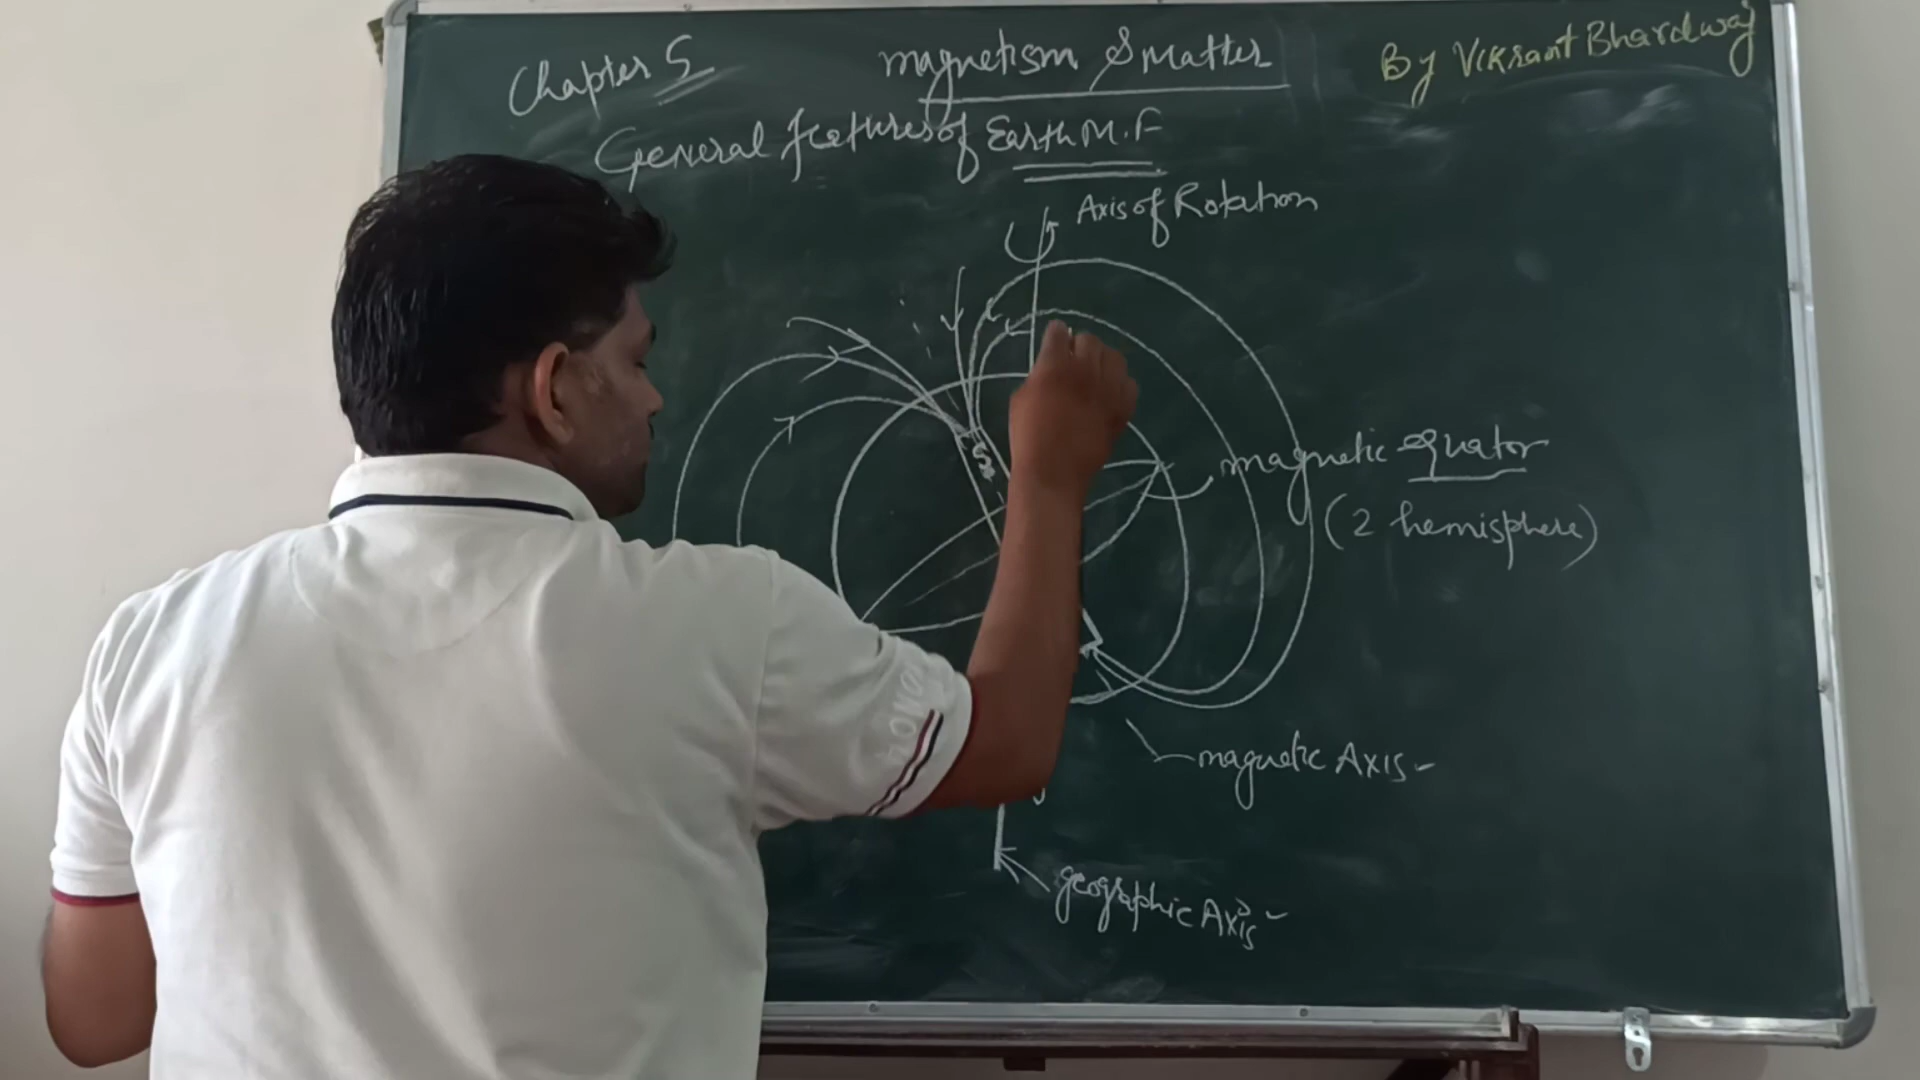 Chapter 5
magnetism & Matter
By Vikrant Bhardwaj
General features of Earth M.F
Axis of Rotation
S
magnetic equator
(2 hemisphere)
magnetic Axis
geographic Axis